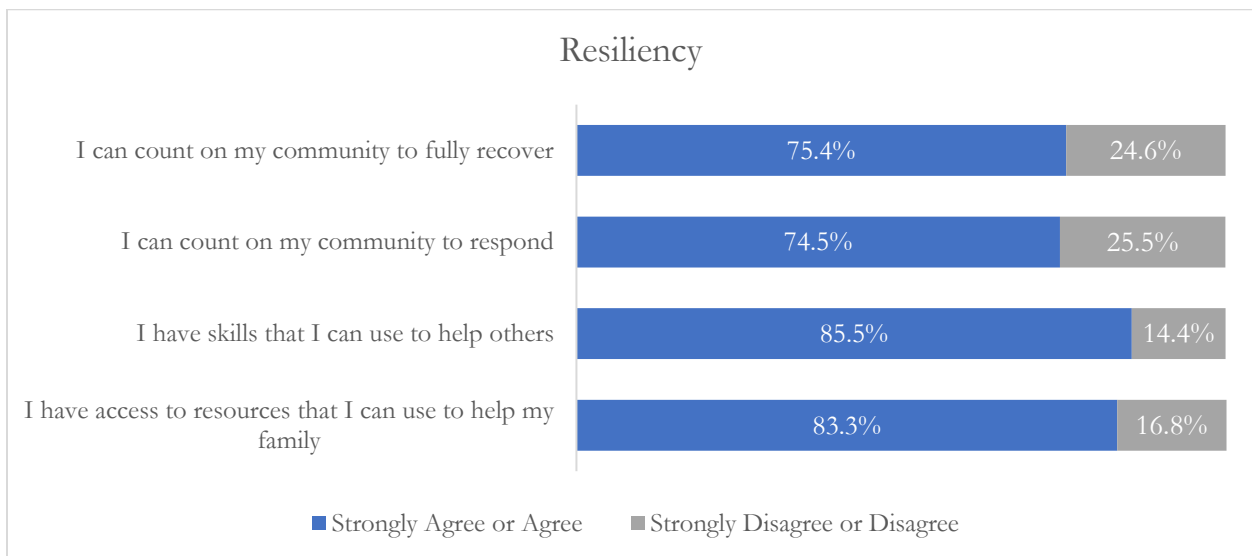 Resiliency
I can count on my community to fully recover
75.4%
24.6%
I can count on my community to respond
74.5%
25.5%
I have skills that I can use to help others
85.5%
14.4%
I have access to resources that I can use to help my
family
83.3%
16.8%
Strongly Agree or Agree
Strongly Disagree or Disagree